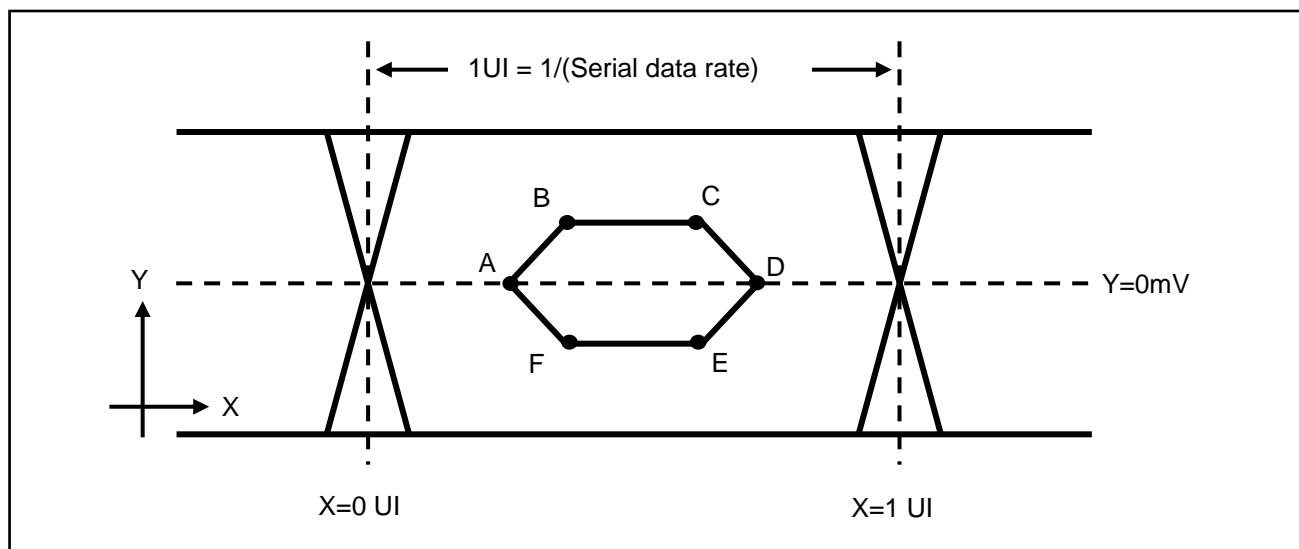 1UI = 1/(Serial data rate)
B
C
A
D
Y
Y=0mV
F
E
X
X=0 UI
X=1 UI